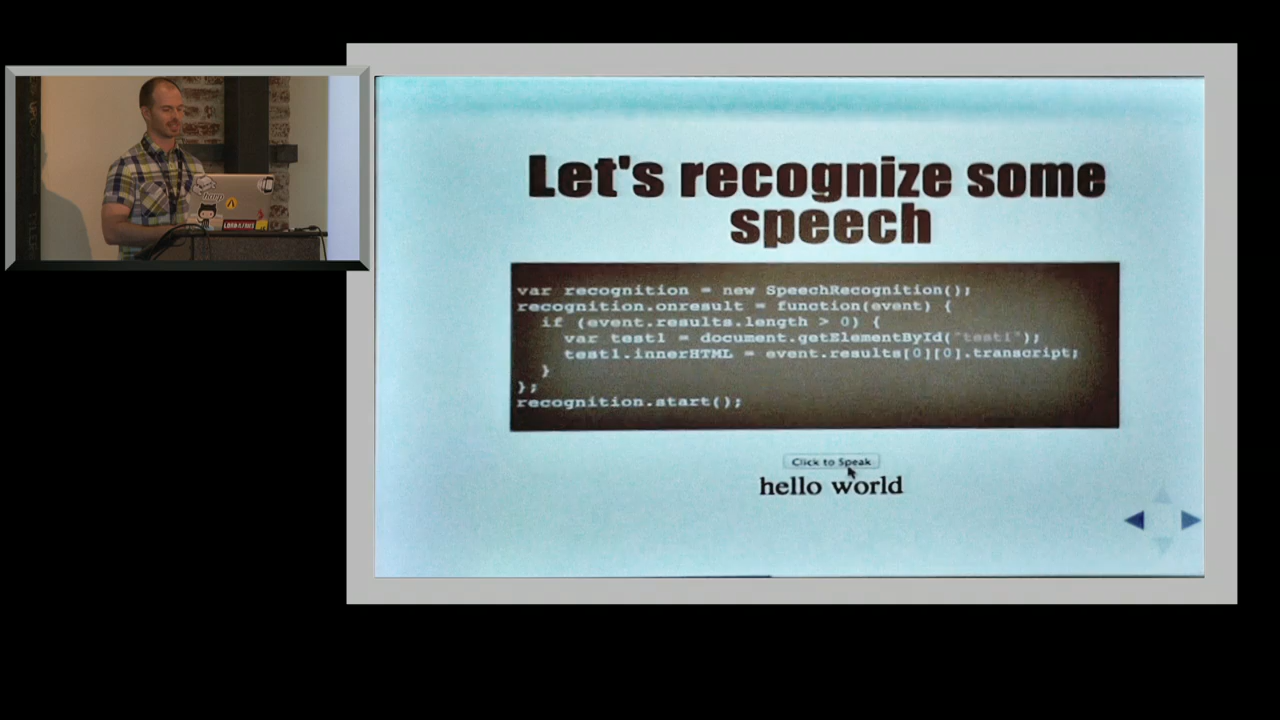 Let's recognize some
speech
var recognition = new SpeechRecognition();
recognition.onresult = function(event) {
if (event.results.length > 0) {
var test1 = document.getElementById("test1");
test1.innerHTML = event.results[0][0].transcript;
}
};
recognition.start();
Click to Speak
hello world